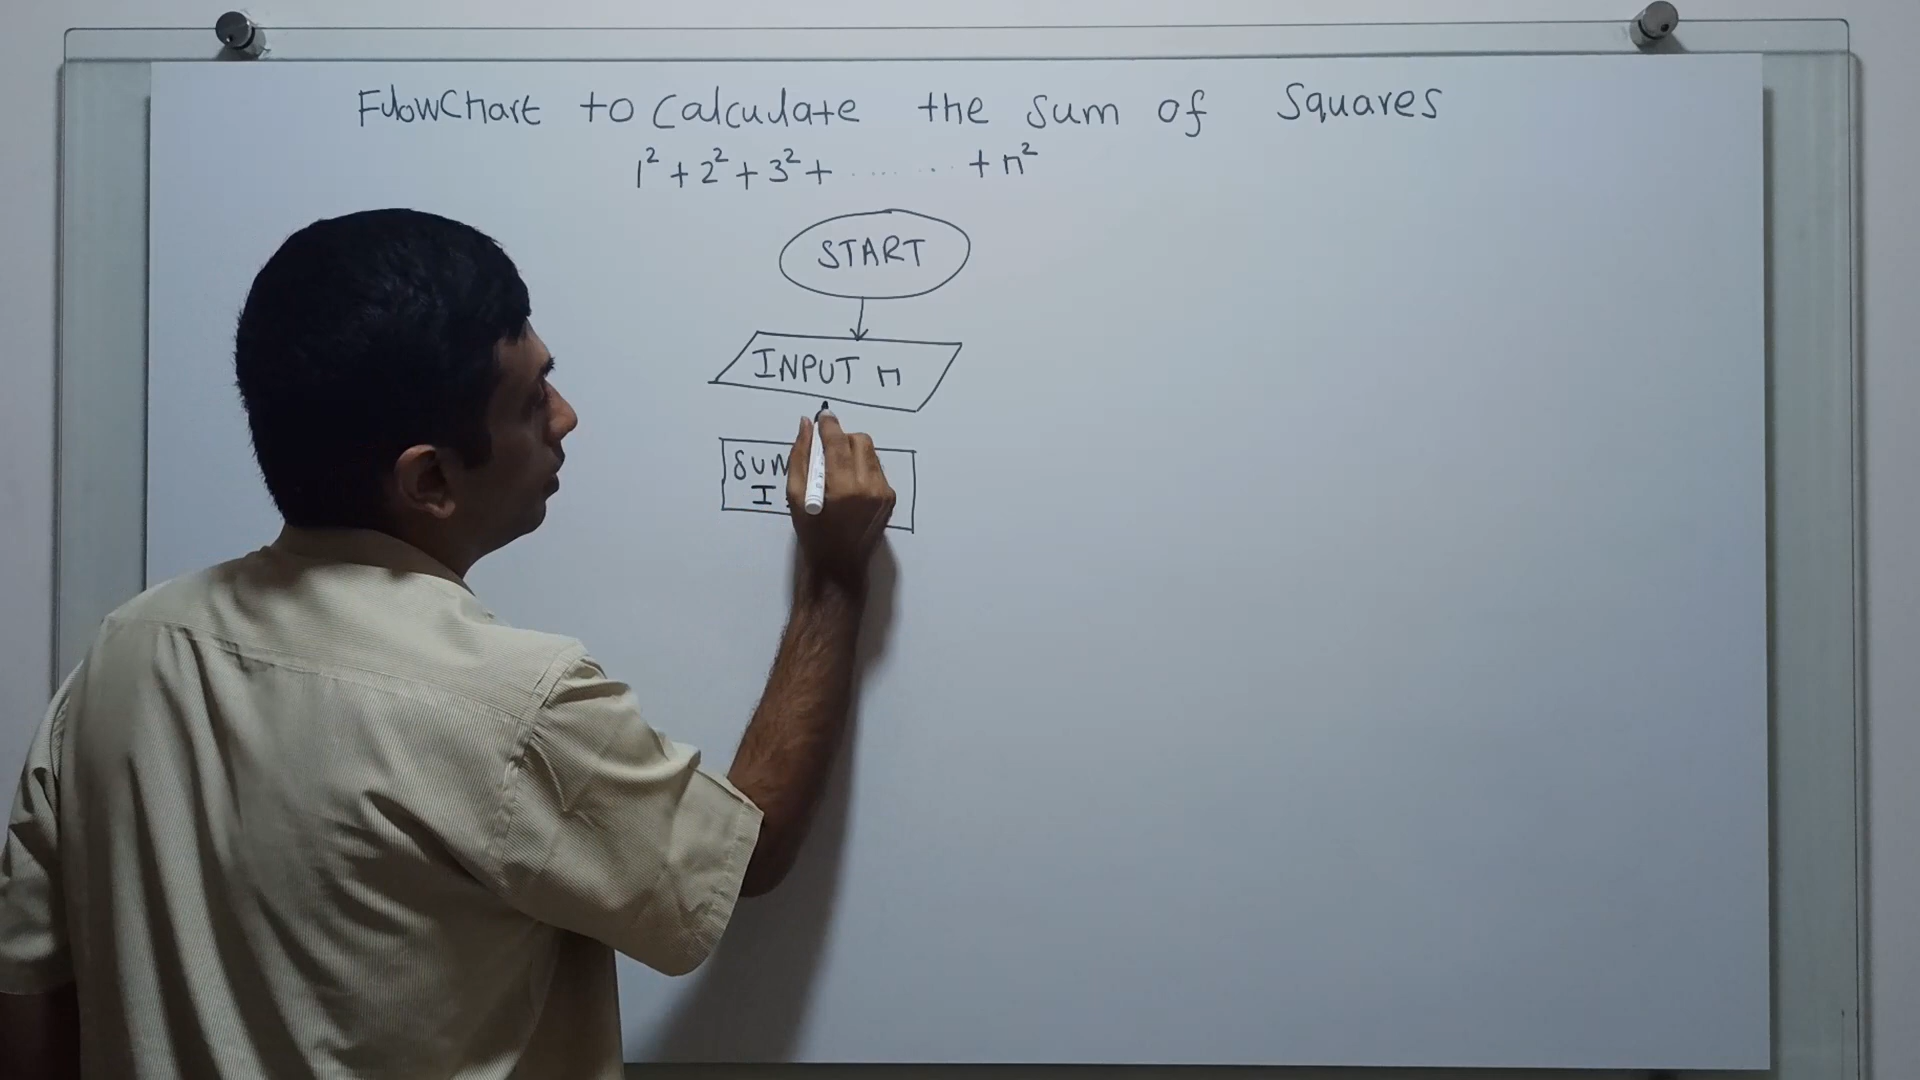 FlowChart to Calculate the sum of Squares
1² + 2² + 3² + ......... + n²
START
INPUT n
SUM
I